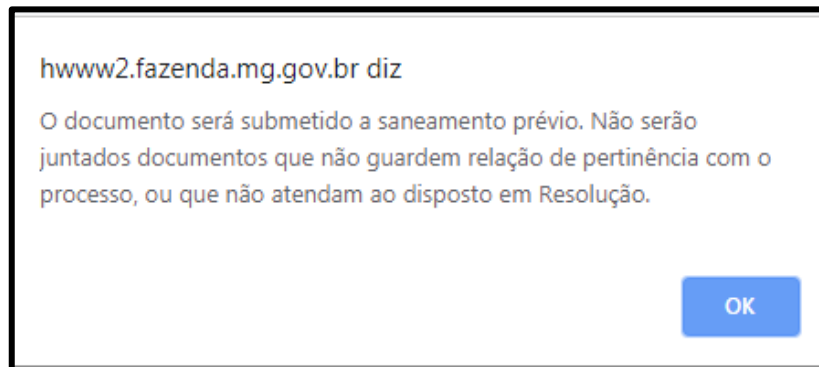 hwww2.fazenda.mg.gov.br diz
O documento será submetido a saneamento prévio. Não serão
juntados documentos que não guardem relação de pertinência com o
processo, ou que não atendam ao disposto em Resolução.
OK